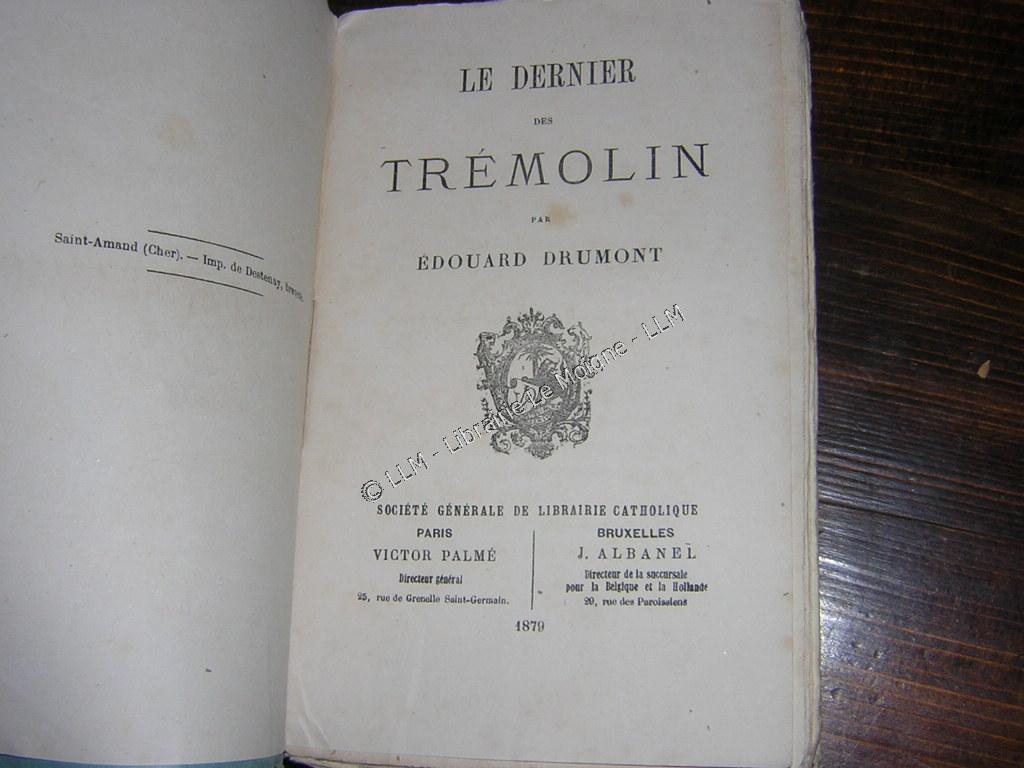 Saint-Amand (Cher). — Imp. de Destenay,
LE DERNIER
DES
TRÉMOLIN
PAR
ÉDOUARD DRUMONT
© LLM - Librairie Le Moigne - LLM
SOCIÉTÉ GÉNÉRALE DE LIBRAIRIE CATHOLIQUE
PARIS
VICTOR PALMÉ
Directeur général
25, rue de Grenelle Saint-Germain.
BRUXELLES
J. ALBANEL
Directeur de la succursale
pour la Belgique et la Hollande
29, rue des Paroissiens
1879